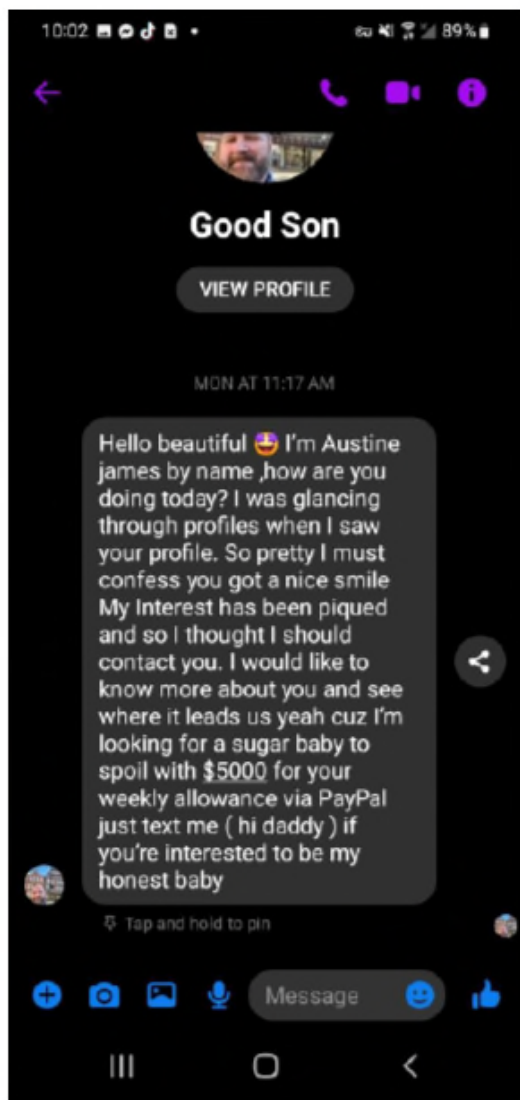 10:02
89%
Good Son
VIEW PROFILE
MON AT 11:17 AM
Hello beautiful 🤩 I'm Austine
james by name ,how are you
doing today? I was glancing
through profiles when I saw
your profile. So pretty I must
confess you got a nice smile
My Interest has been piqued
and so I thought I should
contact you. I would like to
know more about you and see
where it leads us yeah cuz I'm
looking for a sugar baby to
spoil with $5000 for your
weekly allowance via PayPal
just text me ( hi daddy ) if
you're interested to be my
honest baby
Tap and hold to pin
Message